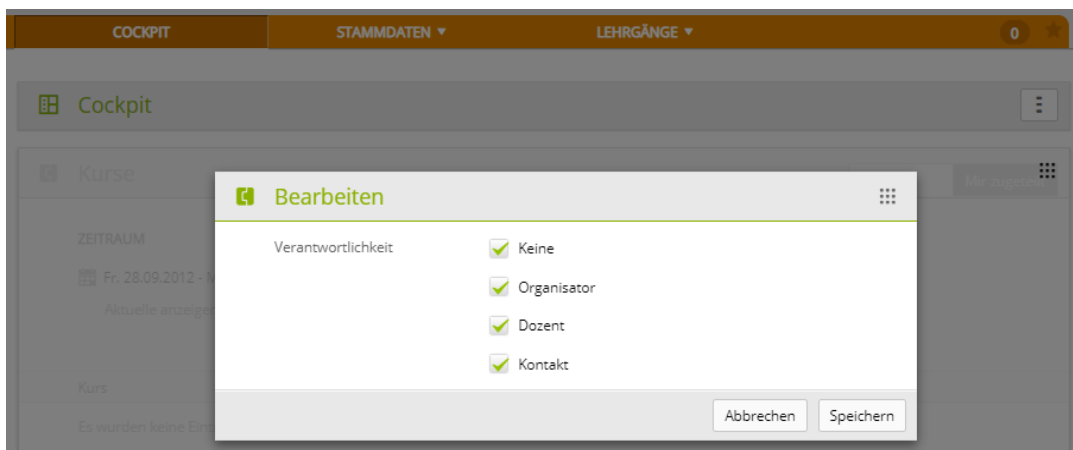 COCKPIT STAMMDATEN ▼ LEHRGÄNGE ▼ 0
Cockpit
Kurse Mir zugeteilt
Bearbeiten
ZEITRAUM
Verantwortlichkeit Keine
Fr. 28.09.2012 -
Organisator
Aktuelle anzeigen
Dozent
Kontakt
Kurs
Abbrechen Speichern
Es wurden keine